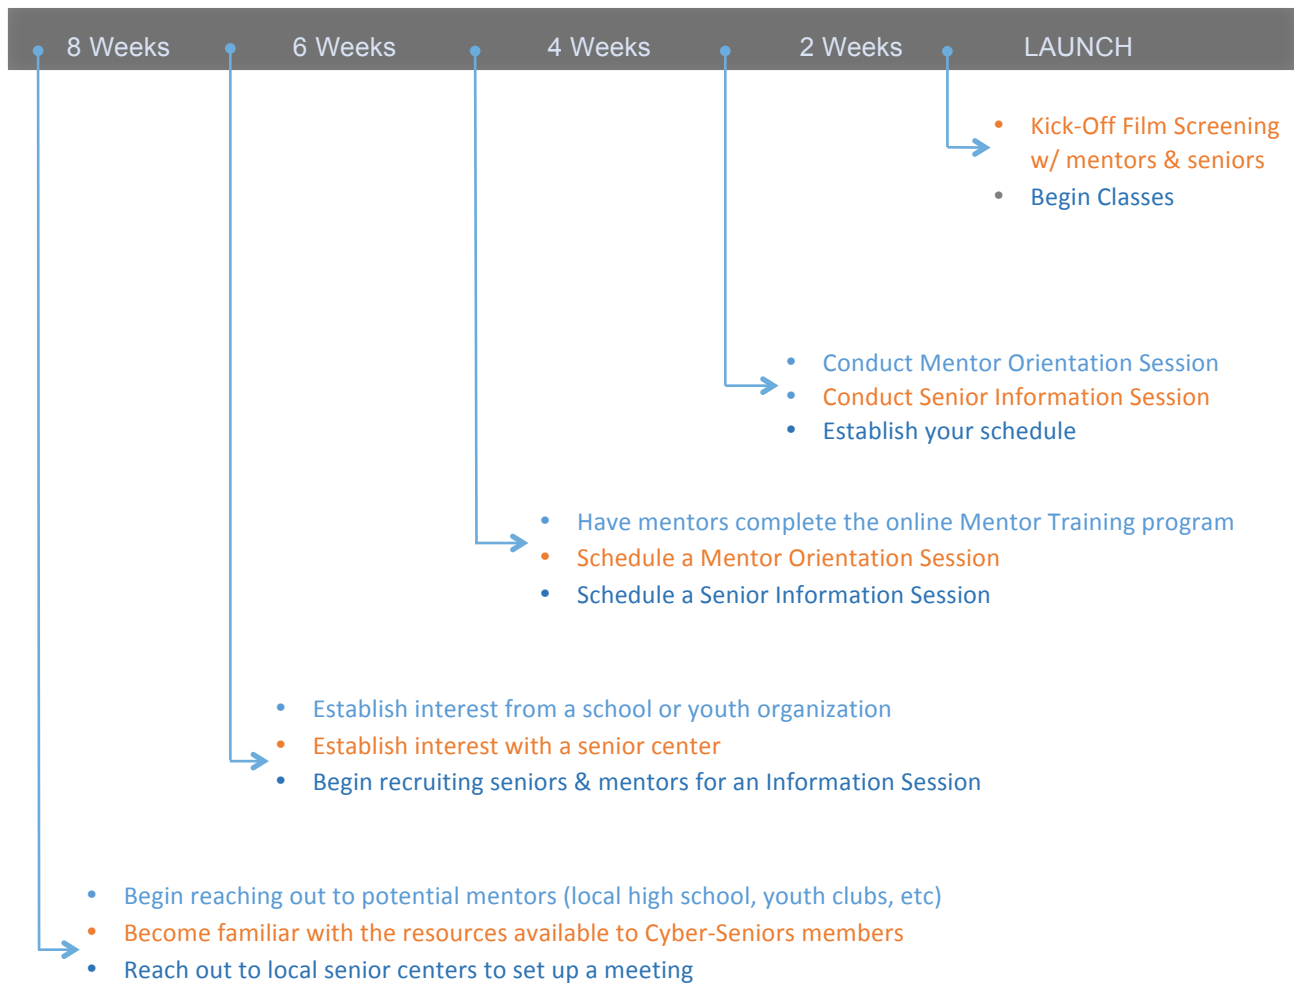 8 Weeks 6 Weeks 4 Weeks 2 Weeks LAUNCH
• Kick-Off Film Screening
w/ mentors & seniors
• Begin Classes
• Conduct Mentor Orientation Session
• Conduct Senior Information Session
• Establish your schedule
• Have mentors complete the online Mentor Training program
• Schedule a Mentor Orientation Session
• Schedule a Senior Information Session
• Establish interest from a school or youth organization
• Establish interest with a senior center
• Begin recruiting seniors & mentors for an Information Session
• Begin reaching out to potential mentors (local high school, youth clubs, etc)
• Become familiar with the resources available to Cyber-Seniors members
• Reach out to local senior centers to set up a meeting